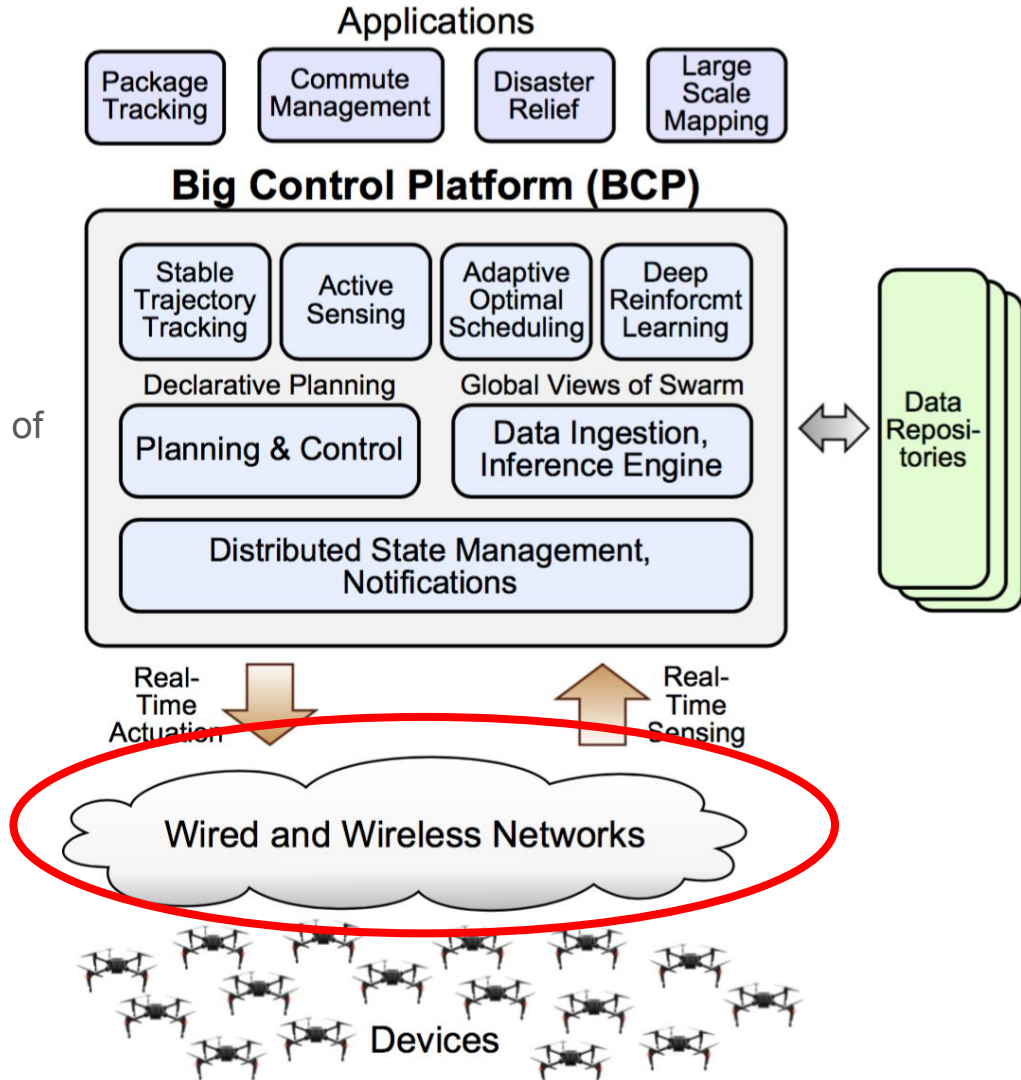 Applications
Package
Tracking
Commute
Management
Disaster
Relief
Large
Scale
Mapping
Big Control Platform (BCP)
Stable
Trajectory
Tracking
Active
Sensing
Adaptive
Optimal
Scheduling
Deep
Reinforcmt
Learning
Declarative Planning
Global Views of Swarm
of
Planning & Control
Data Ingestion,
Inference Engine
Data
Reposi-
tories
Distributed State Management,
Notifications
Real-
Time
Actuation
Real-
Time
Sensing
Wired and Wireless Networks
Devices